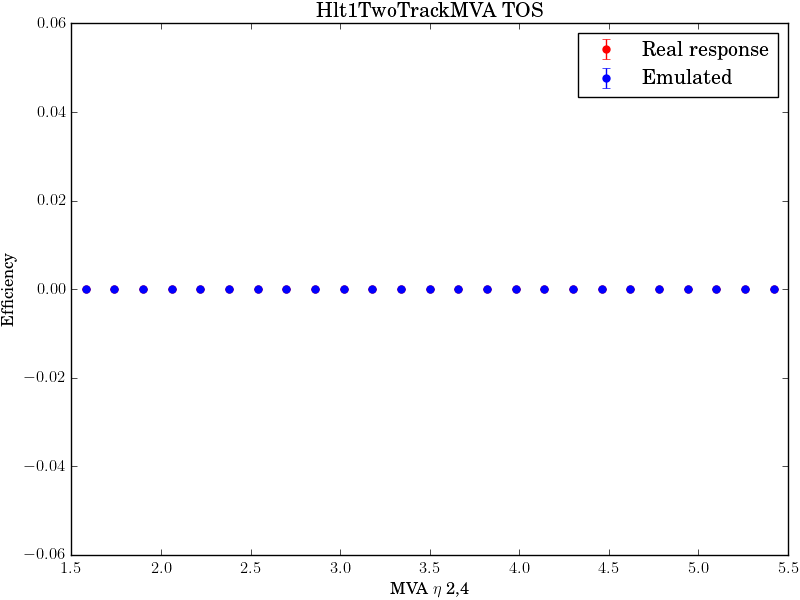 Hlt1TwoTrackMVA TOS
Real response
Emulated
0.06
0.04
0.02
0.00
−0.02
−0.04
−0.06
Efficiency
1.5 2.0 2.5 3.0 3.5 4.0 4.5 5.0 5.5
MVA η 2,4